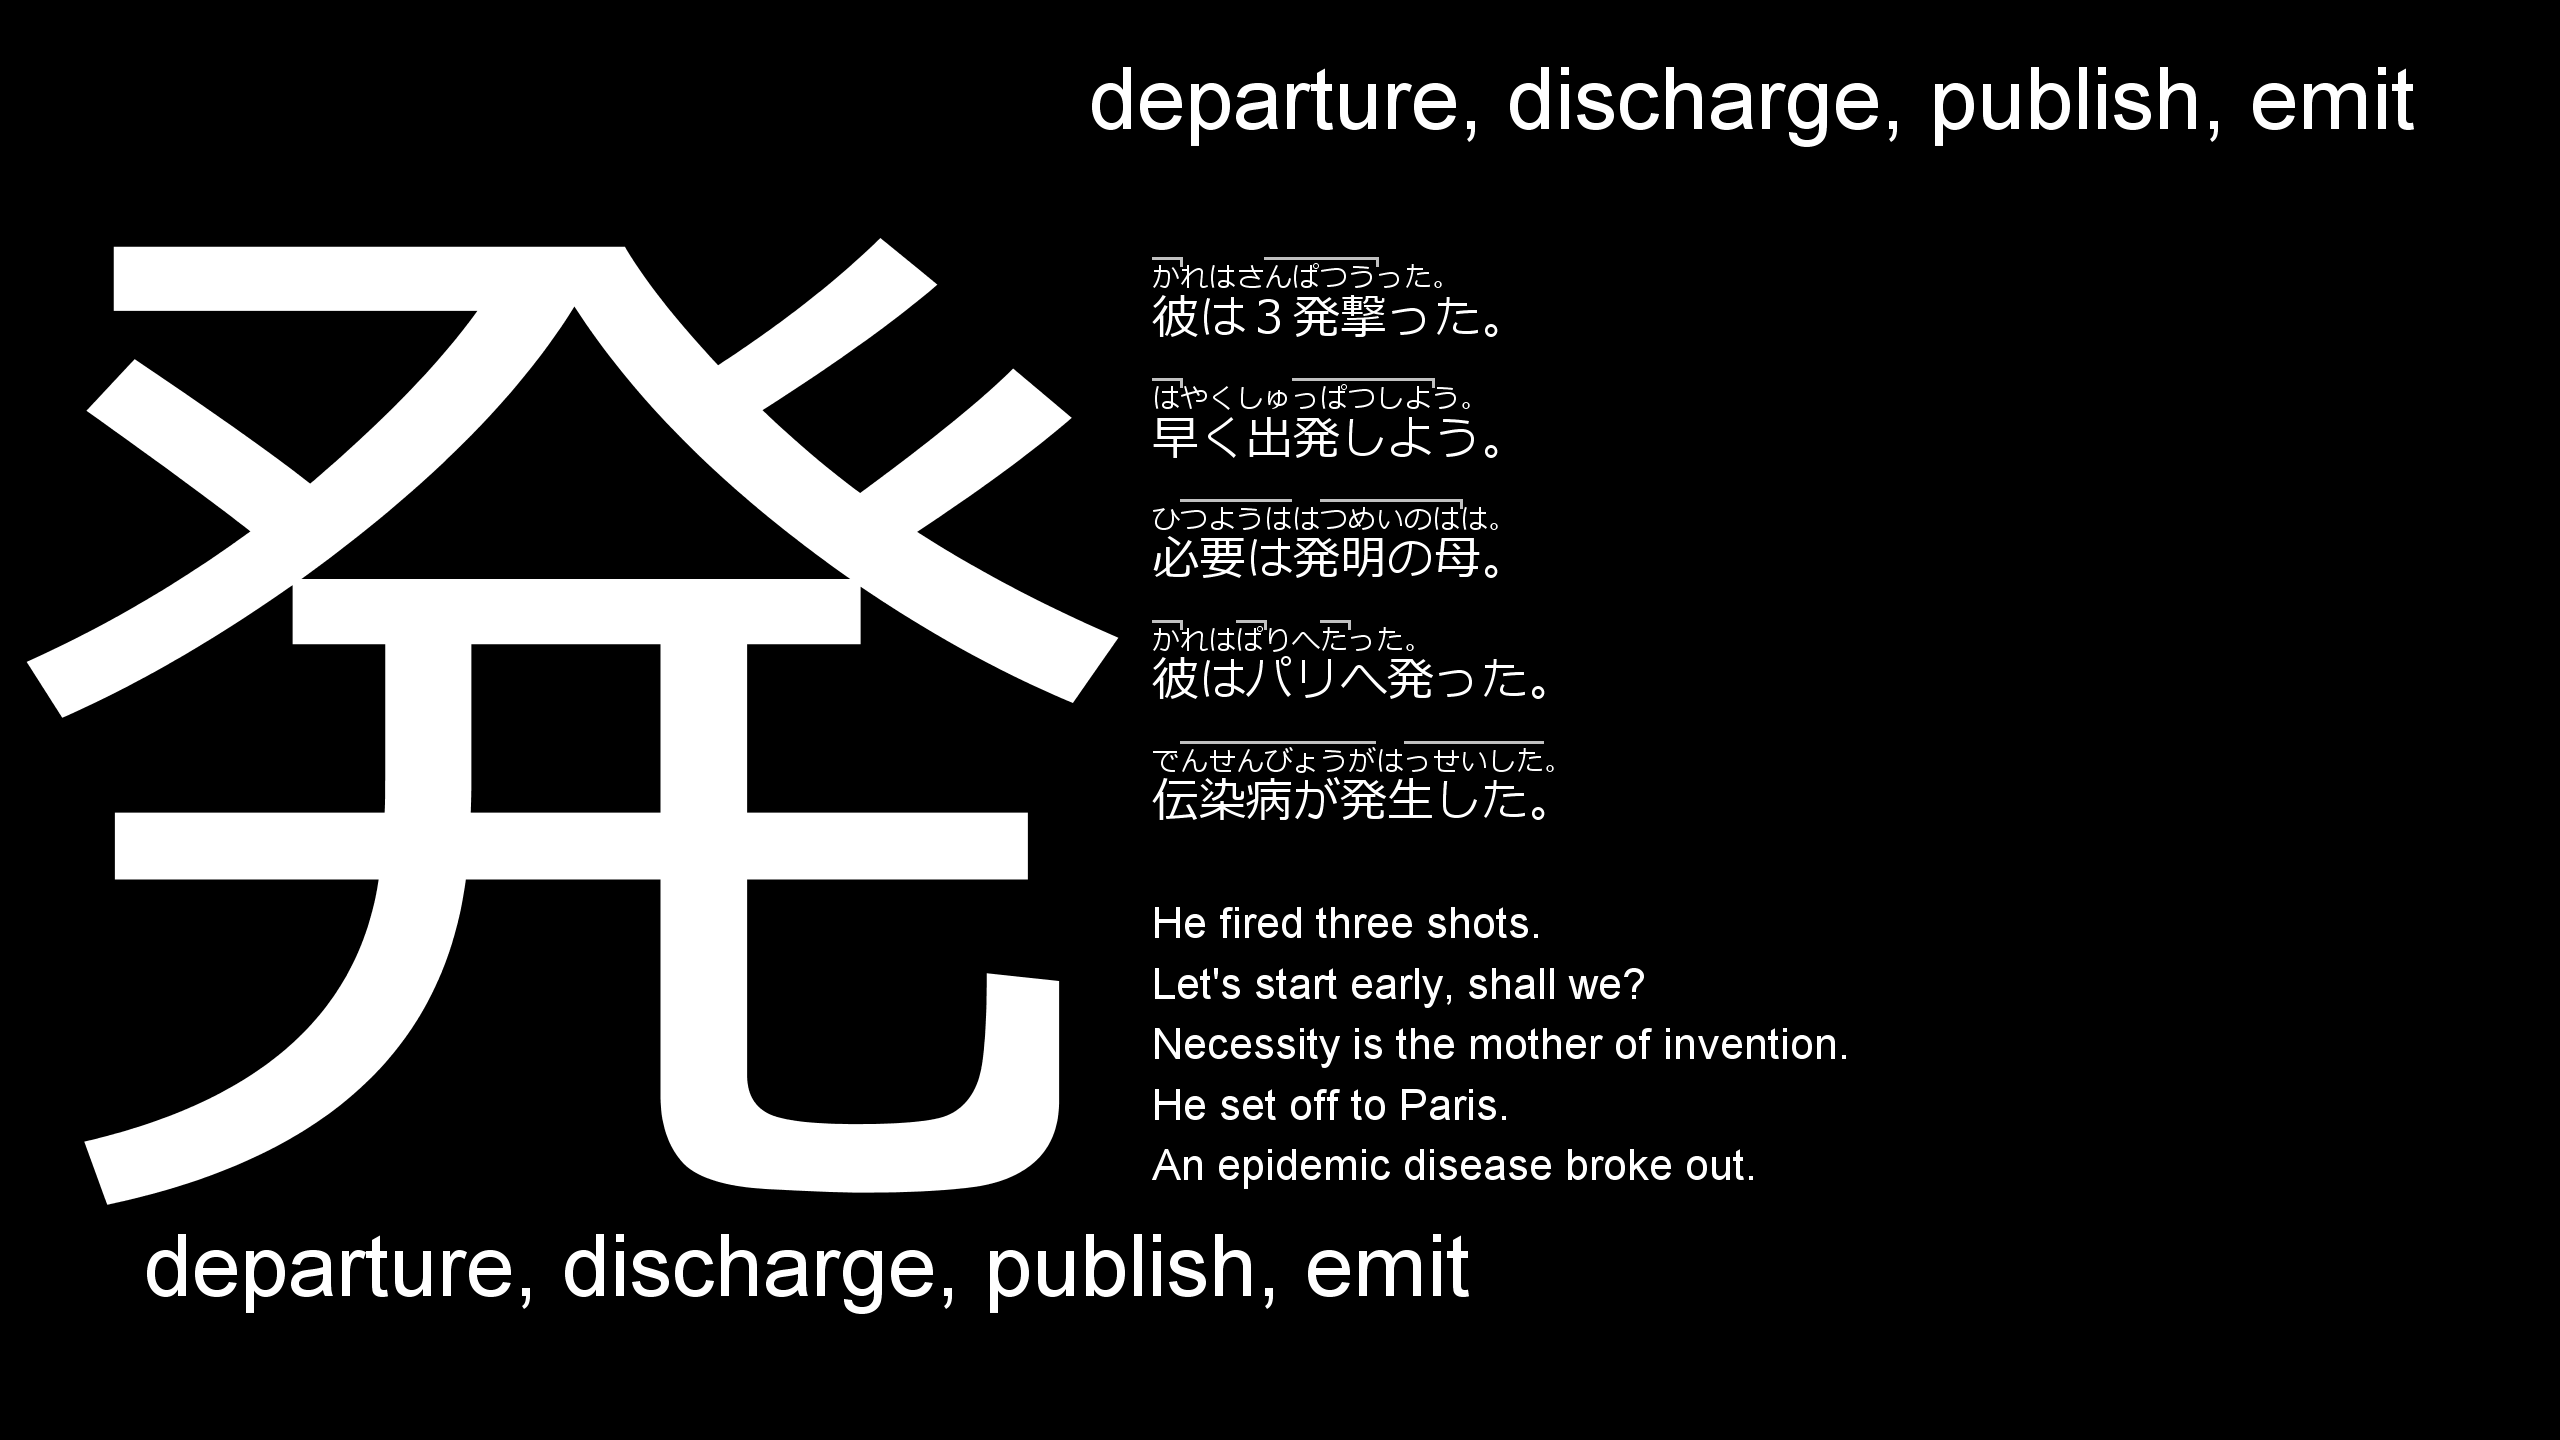 departure, discharge, publish, emit
発
かれはさんぱつうった。
彼は３発撃った。
はやくしゅっぱつしよう。
早く出発しよう。
ひつようははつめいのはは。
必要は発明の母。
かれはぱりへたった。
彼はパリへ発った。
でんせんびょうがはっせいした。
伝染病が発生した。
He fired three shots.
Let's start early, shall we?
Necessity is the mother of invention.
He set off to Paris.
An epidemic disease broke out.
departure, discharge, publish, emit